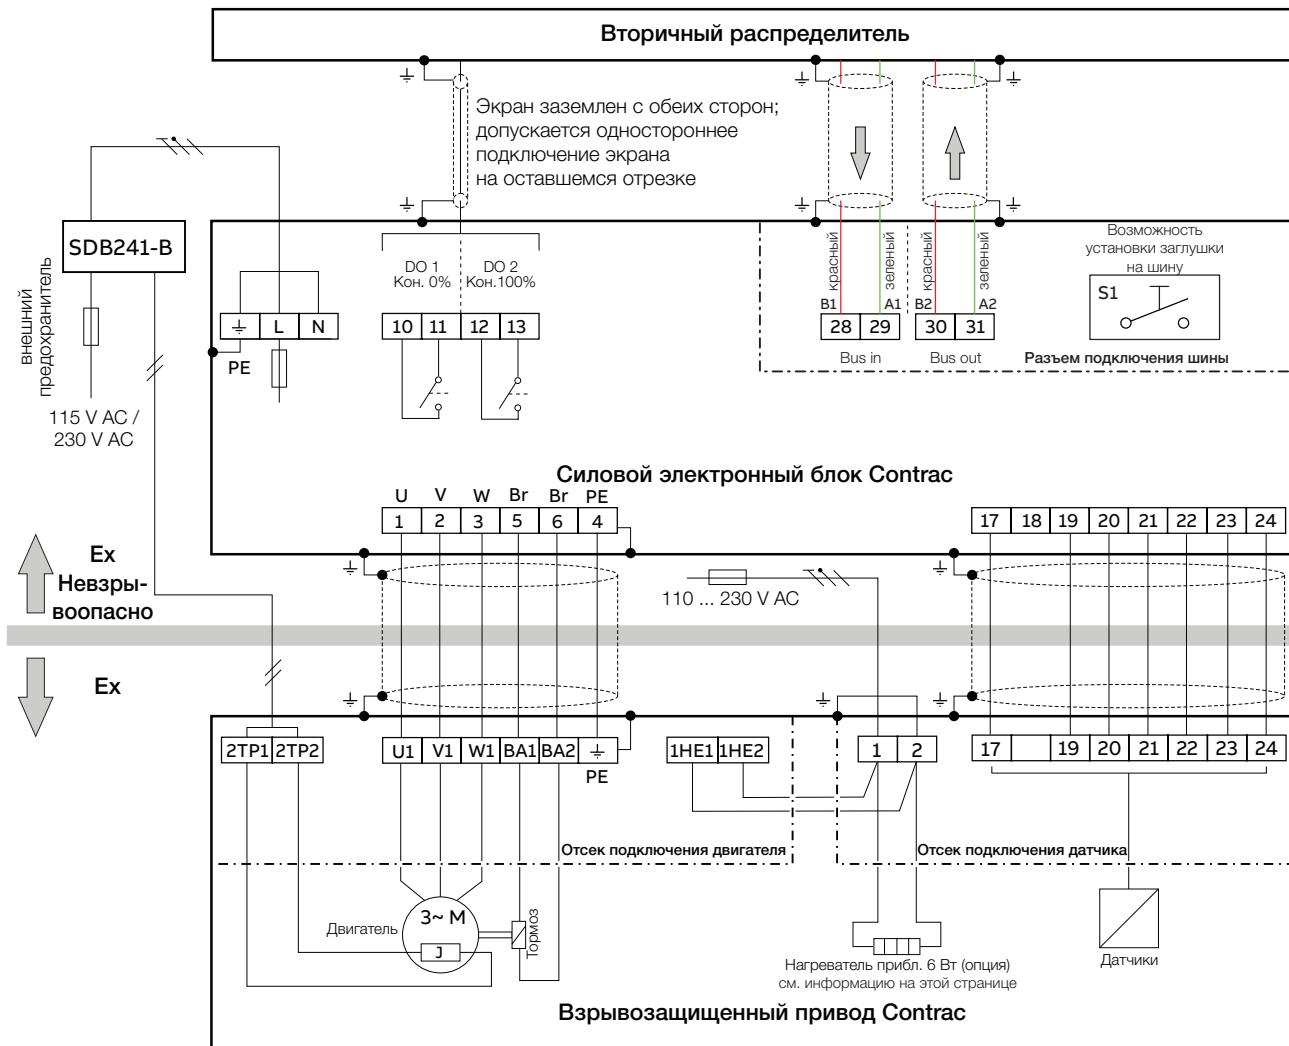 Вторичный распределитель
Экран заземлен с обеих сторон;
допускается одностороннее
подключение экрана
на оставшемся отрезке
SDB241-B
внешний
предохранитель
115 V AC /
230 V AC
L N
PE
DO 1
Кон. 0%
DO 2
Кон.100%
10 11 12 13
красный
зеленый
красный
зеленый
B1 A1 B2 A2
28 29 30 31
Bus in Bus out
Возможность
установки заглушки
на шину
S1
Разъем подключения шины
Силовой электронный блок Contrac
U V W Br Br PE
1 2 3 5 6 4
17 18 19 20 21 22 23 24
Ex
Невзры-
воопасно
110 ... 230 V AC
Ex
2TP1 2TP2
U1 V1 W1 BA1 BA2
PE
1HE1 1HE2
1 2
17 19 20 21 22 23 24
Отсек подключения двигателя
Отсек подключения датчика
3~ M
Двигатель
J
Тормоз
Нагреватель прибл. 6 Вт (опция)
см. информацию на этой странице
Датчики
Взрывозащищенный привод Contrac